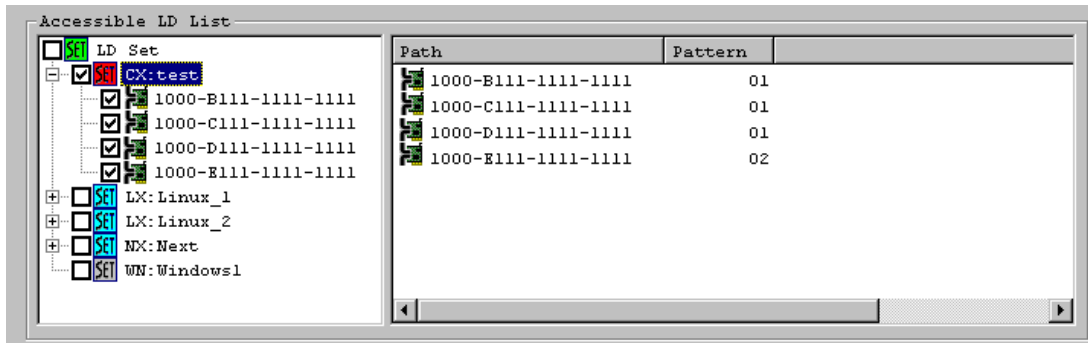 Accessible LD List
SET LD Set
SET CX:test
1000-B111-1111-1111
1000-C111-1111-1111
1000-D111-1111-1111
1000-E111-1111-1111
SET LX:Linux_1
SET LX:Linux_2
SET NX:Next
SET WN:Windows1
Path Pattern
1000-B111-1111-1111 01
1000-C111-1111-1111 01
1000-D111-1111-1111 01
1000-E111-1111-1111 02